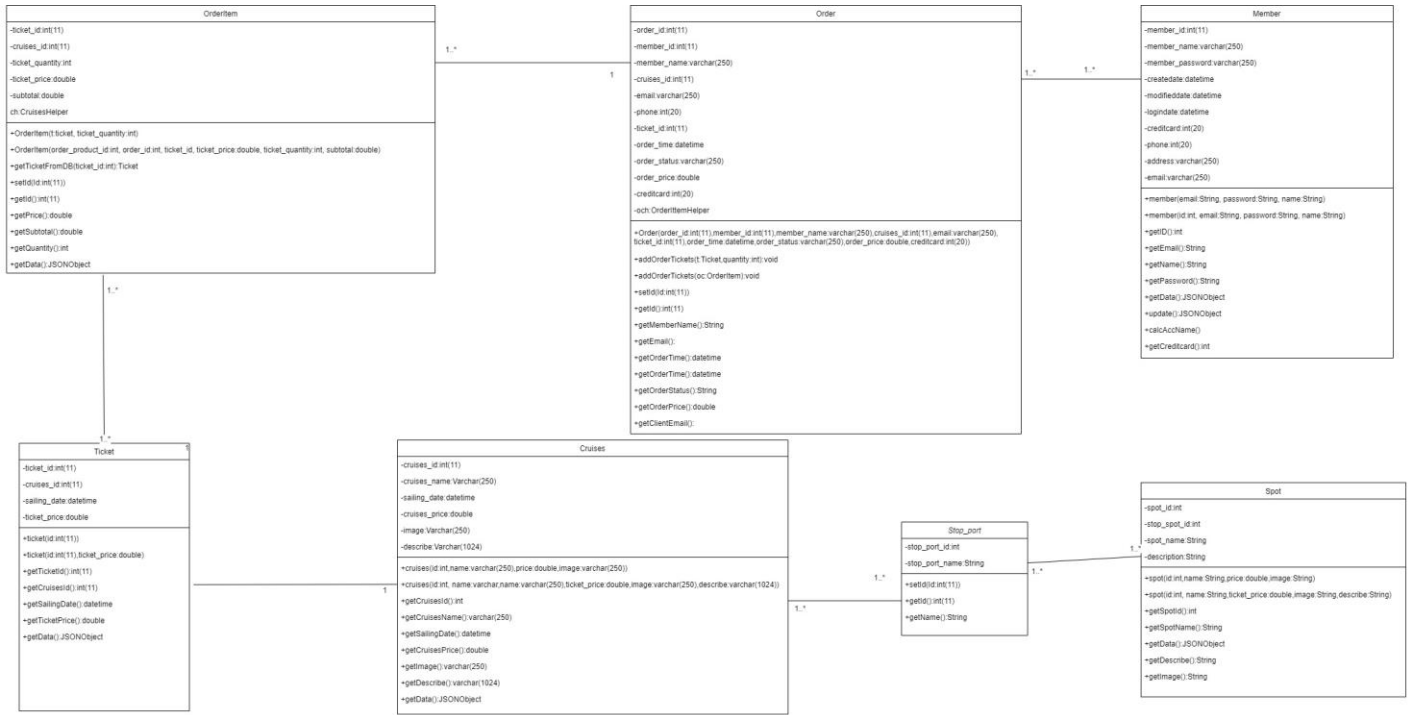 OrderItem
-ticket_id:int(11)
-cruises_id:int(11)
-ticket_quantity:int
-ticket_price:double
-subtotal:double
ch:CruisesHelper
+OrderItem(t:ticket, ticket_quantity:int)
+OrderItem(order_product_id:int, order_id:int, ticket_id, ticket_price:double, ticket_quantity:int, subtotal:double)
+getTicketFromDB(ticket_id:int):Ticket
+setId(Id:int(11))
+getId():int(11)
+getPrice():double
+getSubtotal():double
+getQuantity():int
+getData():JSONObject
1..*
1
Order
-order_id:int(11)
-member_id:int(11)
-member_name:varchar(250)
-cruises_id:int(11)
-email:varchar(250)
-phone:int(20)
-ticket_id:int(11)
-order_time:datetime
-order_status:varchar(250)
-order_price:double
-creditcard:int(20)
-och:OrderIttemHelper
+Order(order_id:int(11),member_id:int(11),member_name:varchar(250),cruises_id:int(11),email:varchar(250),
ticket_id:int(11),order_time:datetime,order_status:varchar(250),order_price:double,creditcard:int(20))
+addOrderTickets(t:Ticket,quantity:int):void
+addOrderTickets(oc:OrderItem):void
+setId(Id:int(11))
+getId():int(11)
+getMemberName():String
+getEmail():
+getOrderTime():datetime
+getOrderTime():datetime
+getOrderStatus():String
+getOrderPrice():double
+getClientEmail():
1..*
1..*
Member
-member_id:int(11)
-member_name:varchar(250)
-member_password:varchar(250)
-createdate:datetime
-modifieddate:datetime
-logindate:datetime
-creditcard:int(20)
-phone:int(20)
-address:varchar(250)
-email:varchar(250)
+member(email:String, password:String, name:String)
+member(id:int, email:String, password:String, name:String)
+getID():int
+getEmail():String
+getName():String
+getPassword():String
+getData():JSONObject
+update():JSONObject
+calcAccName()
+getCreditcard():int
1..*
1..*
Ticket
-ticket_id:int(11)
-cruises_id:int(11)
-sailing_date:datetime
-ticket_price:double
+ticket(id:int(11))
+ticket(id:int(11),ticket_price:double)
+getTicketId():int(11)
+getCruisesId():int(11)
+getSailingDate():datetime
+getTicketPrice():double
+getData():JSONObject
1
1
Cruises
-cruises_id:int(11)
-cruises_name:Varchar(250)
-sailing_date:datetime
-cruises_price:double
-image:Varchar(250)
-describe:Varchar(1024)
+cruises(id:int,name:varchar(250),price:double,image:varchar(250))
+cruises(id:int, name:varchar,name:varchar(250),ticket_price:double,image:varchar(250),describe:varchar(1024))
+getCruisesId():int
+getCruisesName():varchar(250)
+getSailingDate():datetime
+getCruisesPrice():double
+getImage():varchar(250)
+getDescribe():varchar(1024)
+getData():JSONObject
1..*
1..*
Stop_port
-stop_port_id:int
-stop_port_name:String
+setId(Id:int(11))
+getId():int(11)
+getName():String
1..*
1..*
Spot
-spot_id:int
-stop_spot_id:int
-spot_name:String
-description:String
+spot(id:int,name:String,price:double,image:String)
+spot(id:int, name:String,ticket_price:double,image:String,describe:String)
+getSpotId():int
+getSpotName():String
+getData():JSONObject
+getDescribe():String
+getImage():String